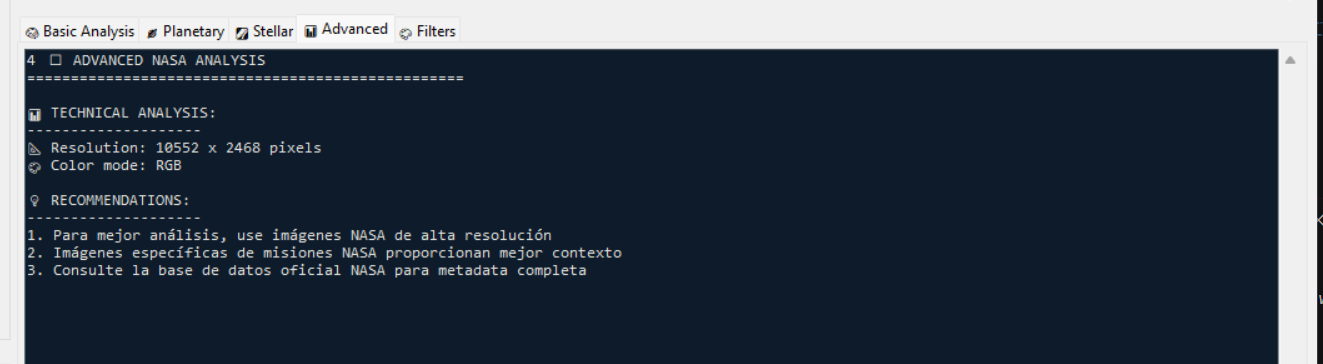 Basic Analysis Planetary Stellar Advanced Filters
4 □ ADVANCED NASA ANALYSIS
==================================================
TECHNICAL ANALYSIS:
--------------------
Resolution: 10552 x 2468 pixels
Color mode: RGB
RECOMMENDATIONS:
--------------------
1. Para mejor análisis, use imágenes NASA de alta resolución
2. Imágenes específicas de misiones NASA proporcionan mejor contexto
3. Consulte la base de datos oficial NASA para metadata completa